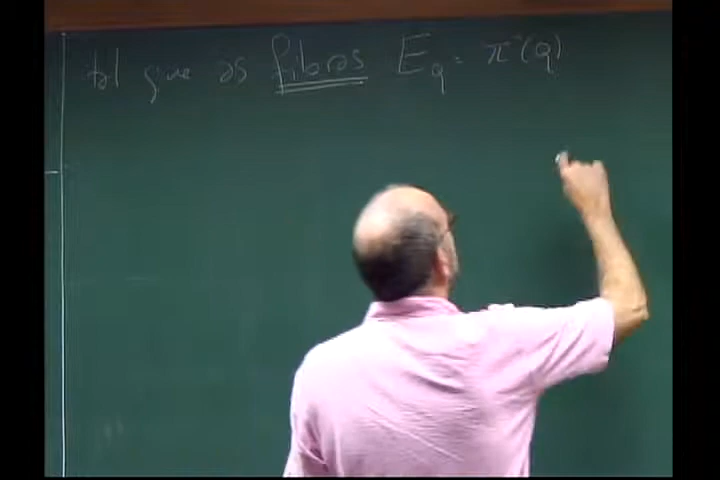 tal que as fibras E_q = π⁻¹(q)